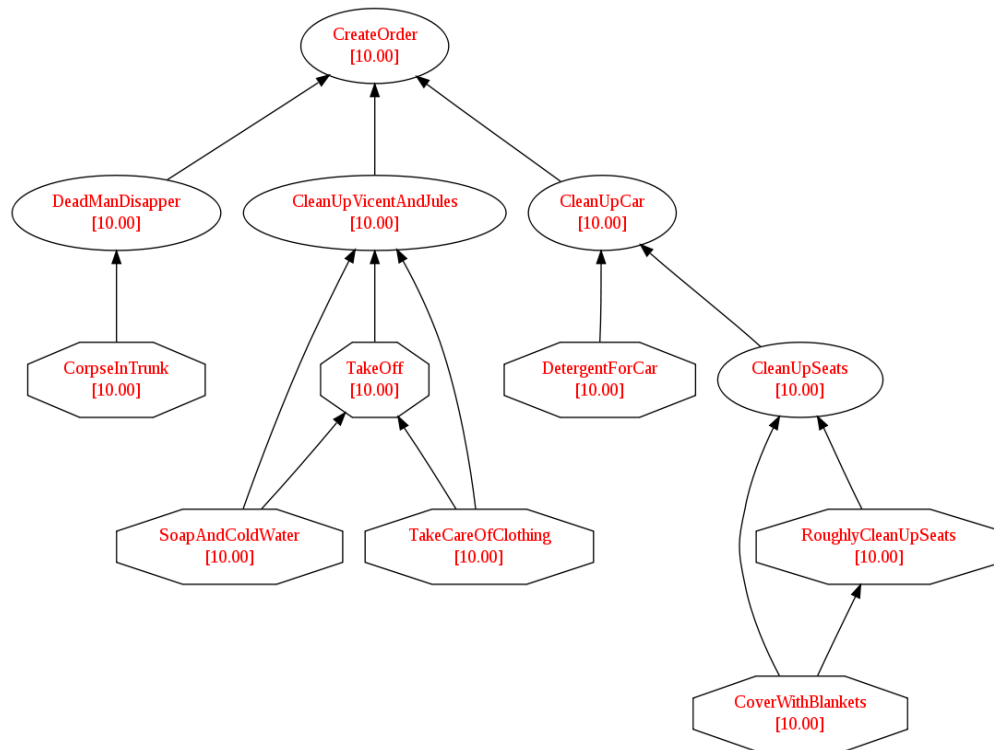 CreateOrder
[10.00]
DeadManDisapper
[10.00]
CleanUpVicentAndJules
[10.00]
CleanUpCar
[10.00]
CorpseInTrunk
[10.00]
TakeOff
[10.00]
DetergentForCar
[10.00]
CleanUpSeats
[10.00]
SoapAndColdWater
[10.00]
TakeCareOfClothing
[10.00]
RoughlyCleanUpSeats
[10.00]
CoverWithBlankets
[10.00]